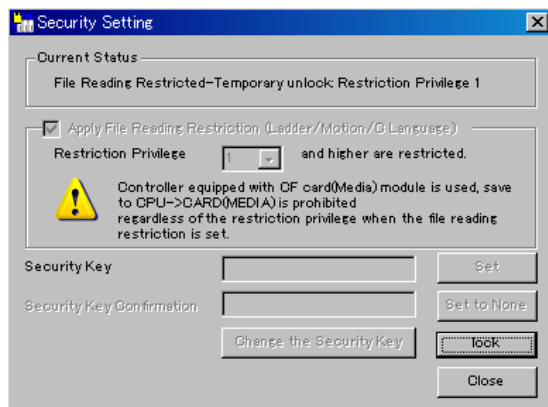 Security Setting
Current Status
File Reading Restricted-Temporary unlock: Restriction Privilege 1
Apply File Reading Restriction (Ladder/Motion/C Language)
Restriction Privilege 1 and higher are restricted.
Controller equipped with CF card(Media) module is used, save
to CPU->CARD(MEDIA) is prohibited
regardless of the restriction privilege when the file reading
restriction is set.
Security Key Set
Security Key Confirmation Set to None
Change the Security Key lock
Close